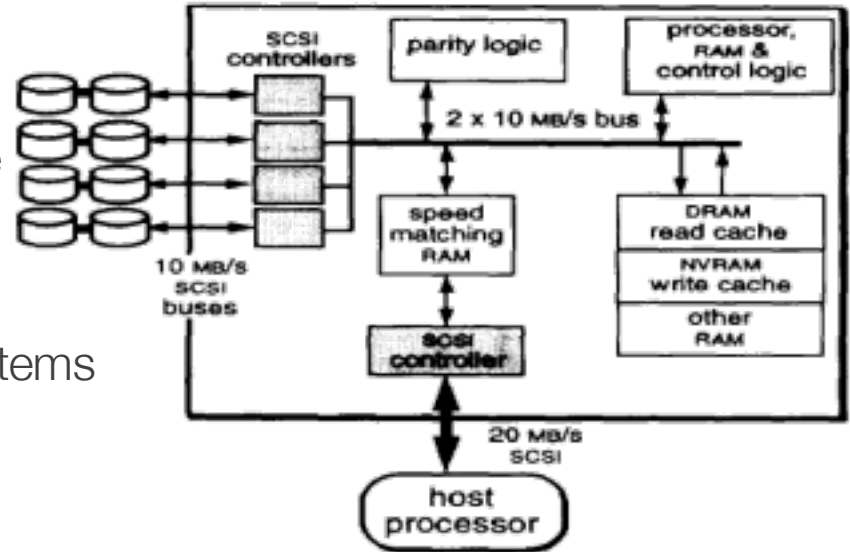 SCSI
controllers
parity logic
processor,
RAM &
control logic
2 x 10 MB/s bus
speed
matching
RAM
DRAM
read cache
NVRAM
write cache
other
RAM
10 MB/s
SCSI
buses
SCSI
controller
tems
20 MB/s
SCSI
host
processor